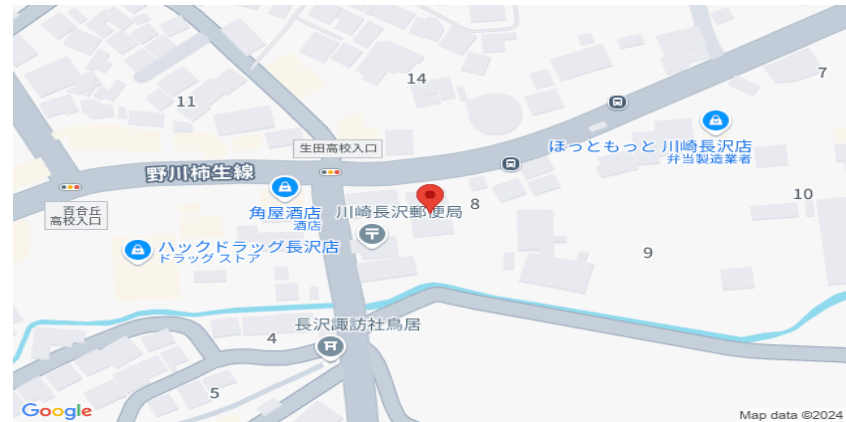 14
7
11
生田高校入口
ほっともっと 川崎長沢店
弁当製造業者
野川柿生線
百合丘
高校入口
角屋酒店
酒店
川崎長沢郵便局
8
10
ハックドラッグ長沢店
ドラッグ ストア
9
長沢諏訪社鳥居
4
5
Google
Map data ©2024